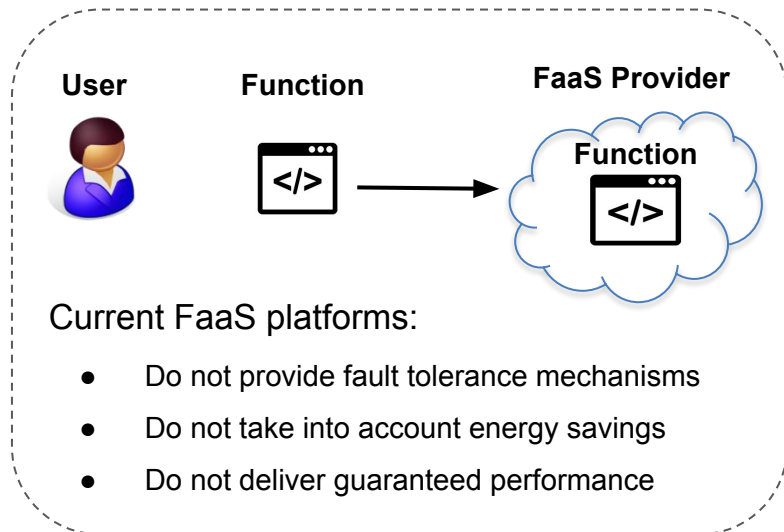 User
Function
FaaS Provider
Function
</>
</>
Current FaaS platforms:
● Do not provide fault tolerance mechanisms
● Do not take into account energy savings
● Do not deliver guaranteed performance